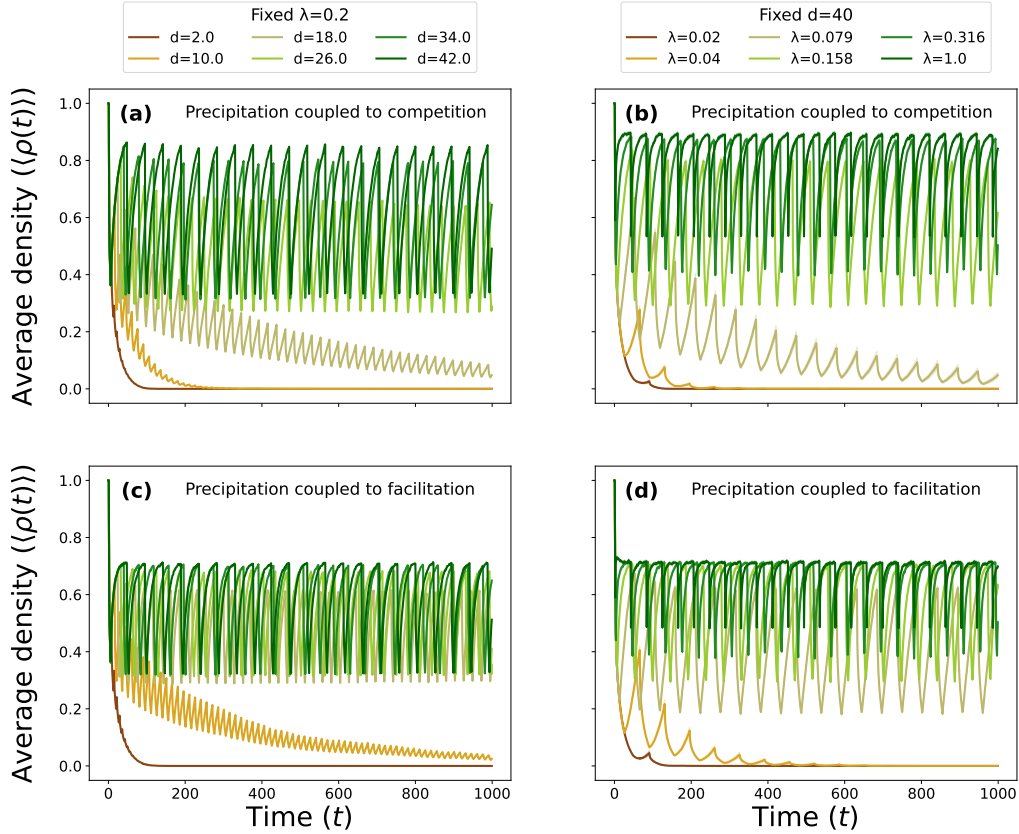 Fixed λ=0.2
d=2.0 d=18.0 d=34.0
d=10.0 d=26.0 d=42.0
Fixed d=40
λ=0.02 λ=0.079 λ=0.316
λ=0.04 λ=0.158 λ=1.0
(a) Precipitation coupled to competition
Average density (⟨ρ(t)⟩)
1.0
0.8
0.6
0.4
0.2
0.0
(b) Precipitation coupled to competition
(c) Precipitation coupled to facilitation
Average density (⟨ρ(t)⟩)
1.0
0.8
0.6
0.4
0.2
0.0
0 200 400 600 800 1000
Time (t)
(d) Precipitation coupled to facilitation
0 200 400 600 800 1000
Time (t)